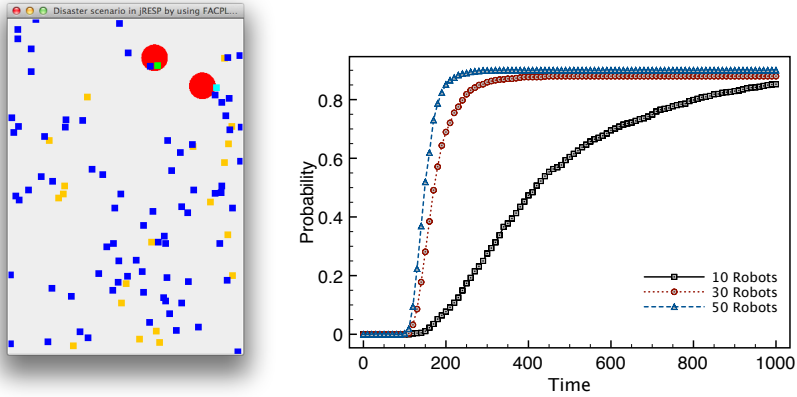 Disaster scenario in jRESP by using FACPL...
Probability
0.8
0.6
0.4
0.2
0
10 Robots
30 Robots
50 Robots
0 200 400 600 800 1000
Time